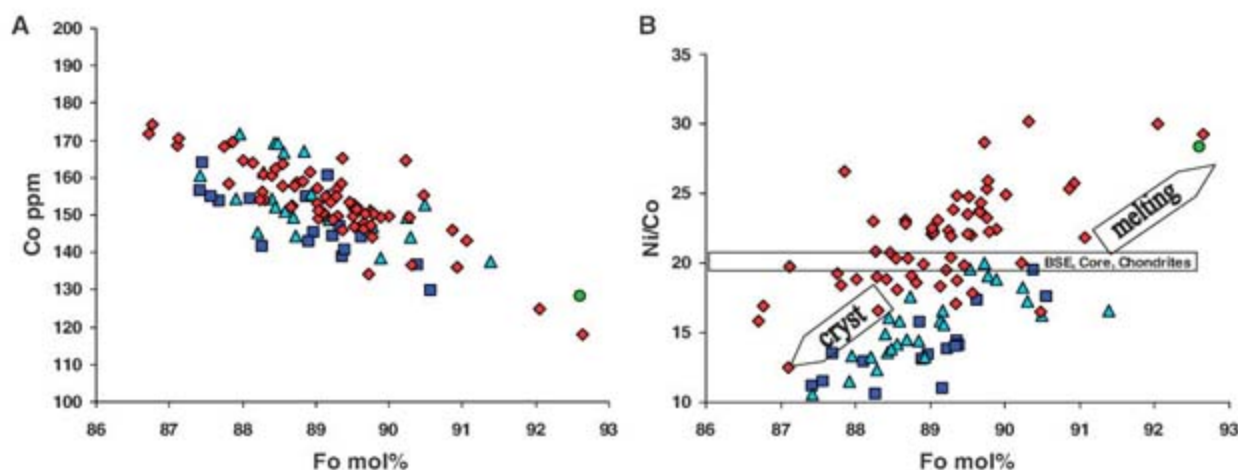 A
Co ppm
200
190
180
170
160
150
140
130
120
110
100
86 87 88 89 90 91 92 93
Fo mol%
B
Ni/Co
35
30
25
20
15
10
melting
BSE, Core, Chondrites
cryst
86 87 88 89 90 91 92 93
Fo mol%